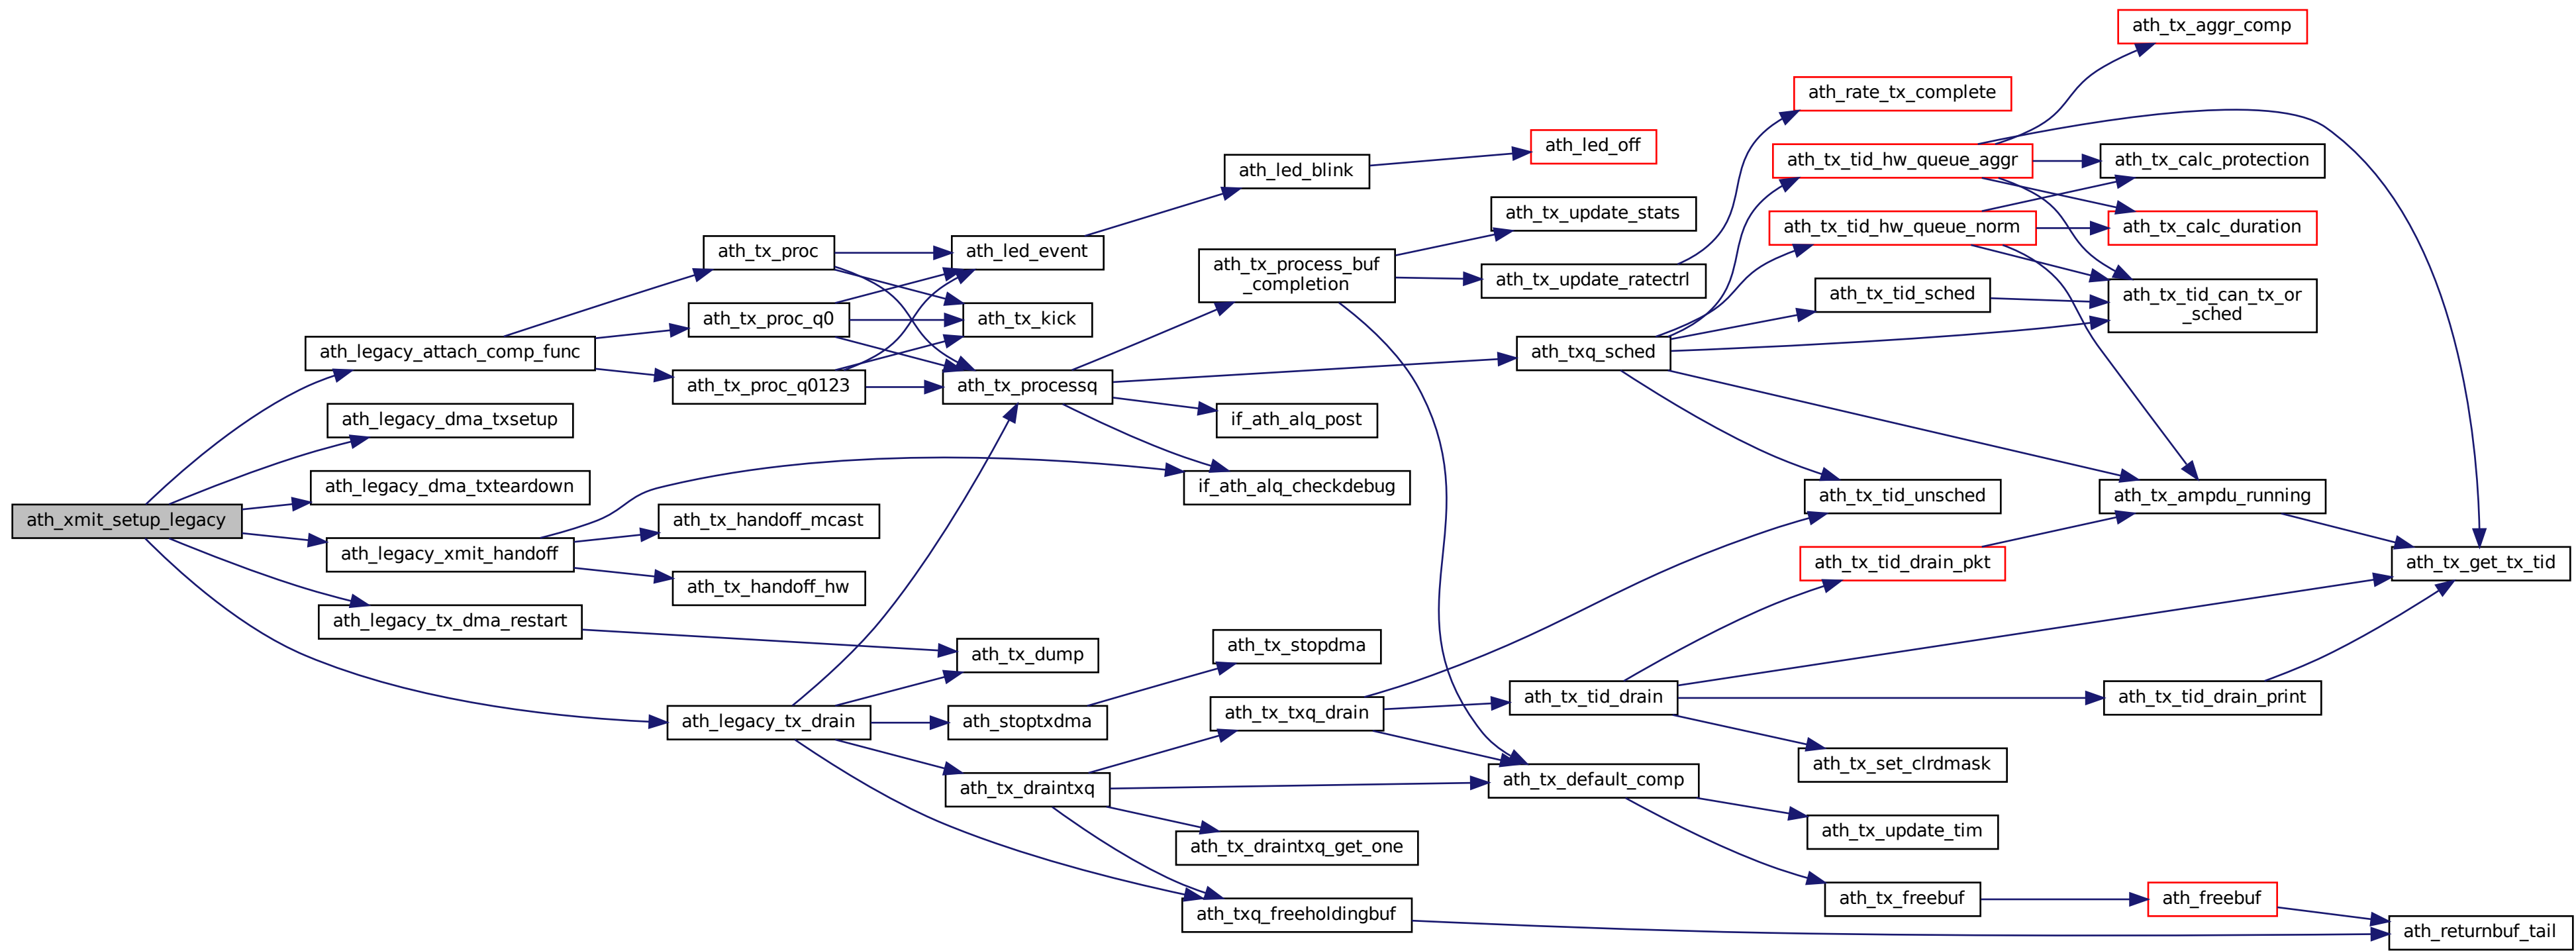 ath_tx_aggr_comp
ath_rate_tx_complete
ath_led_off
ath_tx_tid_hw_queue_aggr
ath_tx_calc_protection
ath_led_blink
ath_tx_update_stats
ath_tx_tid_hw_queue_norm
ath_tx_calc_duration
ath_tx_proc
ath_led_event
ath_tx_process_buf
_completion
ath_tx_update_ratectrl
ath_tx_tid_sched
ath_tx_tid_can_tx_or
_sched
ath_tx_proc_q0
ath_tx_kick
ath_legacy_attach_comp_func
ath_txq_sched
ath_tx_proc_q0123
ath_tx_processq
ath_legacy_dma_txsetup
if_ath_alq_post
ath_legacy_dma_txteardown
if_ath_alq_checkdebug
ath_tx_tid_unsched
ath_tx_ampdu_running
ath_xmit_setup_legacy
ath_tx_handoff_mcast
ath_legacy_xmit_handoff
ath_tx_tid_drain_pkt
ath_tx_get_tx_tid
ath_tx_handoff_hw
ath_legacy_tx_dma_restart
ath_tx_dump
ath_tx_stopdma
ath_tx_tid_drain
ath_tx_tid_drain_print
ath_legacy_tx_drain
ath_stoptxdma
ath_tx_txq_drain
ath_tx_set_clrdmask
ath_tx_draintxq
ath_tx_default_comp
ath_tx_update_tim
ath_tx_draintxq_get_one
ath_tx_freebuf
ath_freebuf
ath_txq_freeholdingbuf
ath_returnbuf_tail